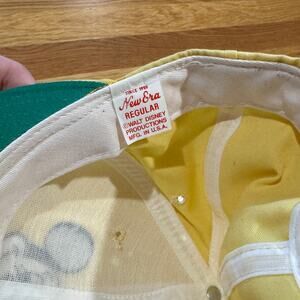 SINCE 1920
New Era
REGULAR
©WALT DISNEY
PRODUCTIONS
MFG. IN U.S.A.